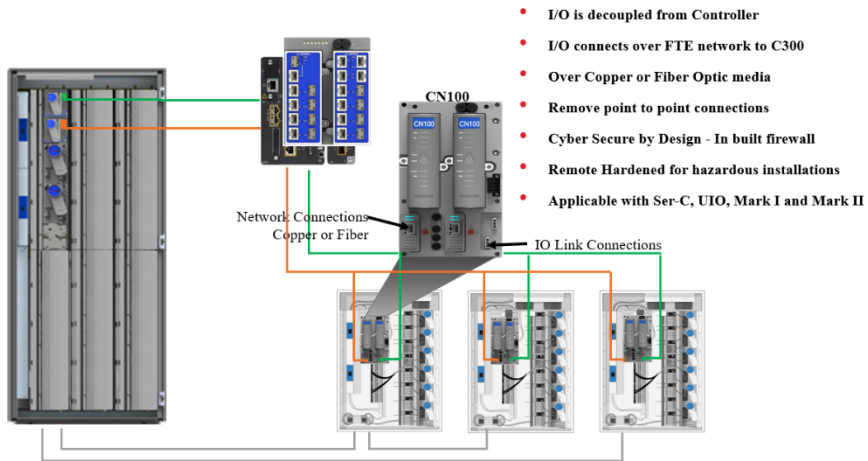 I/O is decoupled from Controller
I/O connects over FTE network to C300
Over Copper or Fiber Optic media
Remove point to point connections
Cyber Secure by Design - In built firewall
Remote Hardened for hazardous installations
Applicable with Ser-C, UIO, Mark I and Mark II
CN100
CN100
CN100
Network Connections
Copper or Fiber
IO Link Connections